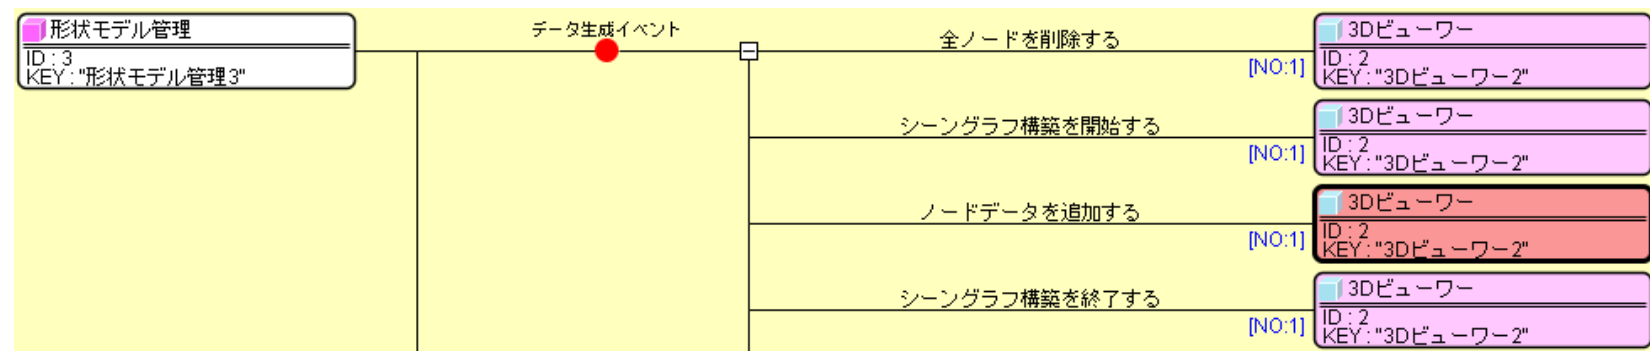 形状モデル管理
ID : 3
KEY : "形状モデル管理3"
データ生成イベント
全ノードを削除する
[NO:1]
3Dビューワー
ID : 2
KEY : "3Dビューワー2"
シーングラフ構築を開始する
[NO:1]
3Dビューワー
ID : 2
KEY : "3Dビューワー2"
ノードデータを追加する
[NO:1]
3Dビューワー
ID : 2
KEY : "3Dビューワー2"
シーングラフ構築を終了する
[NO:1]
3Dビューワー
ID : 2
KEY : "3Dビューワー2"